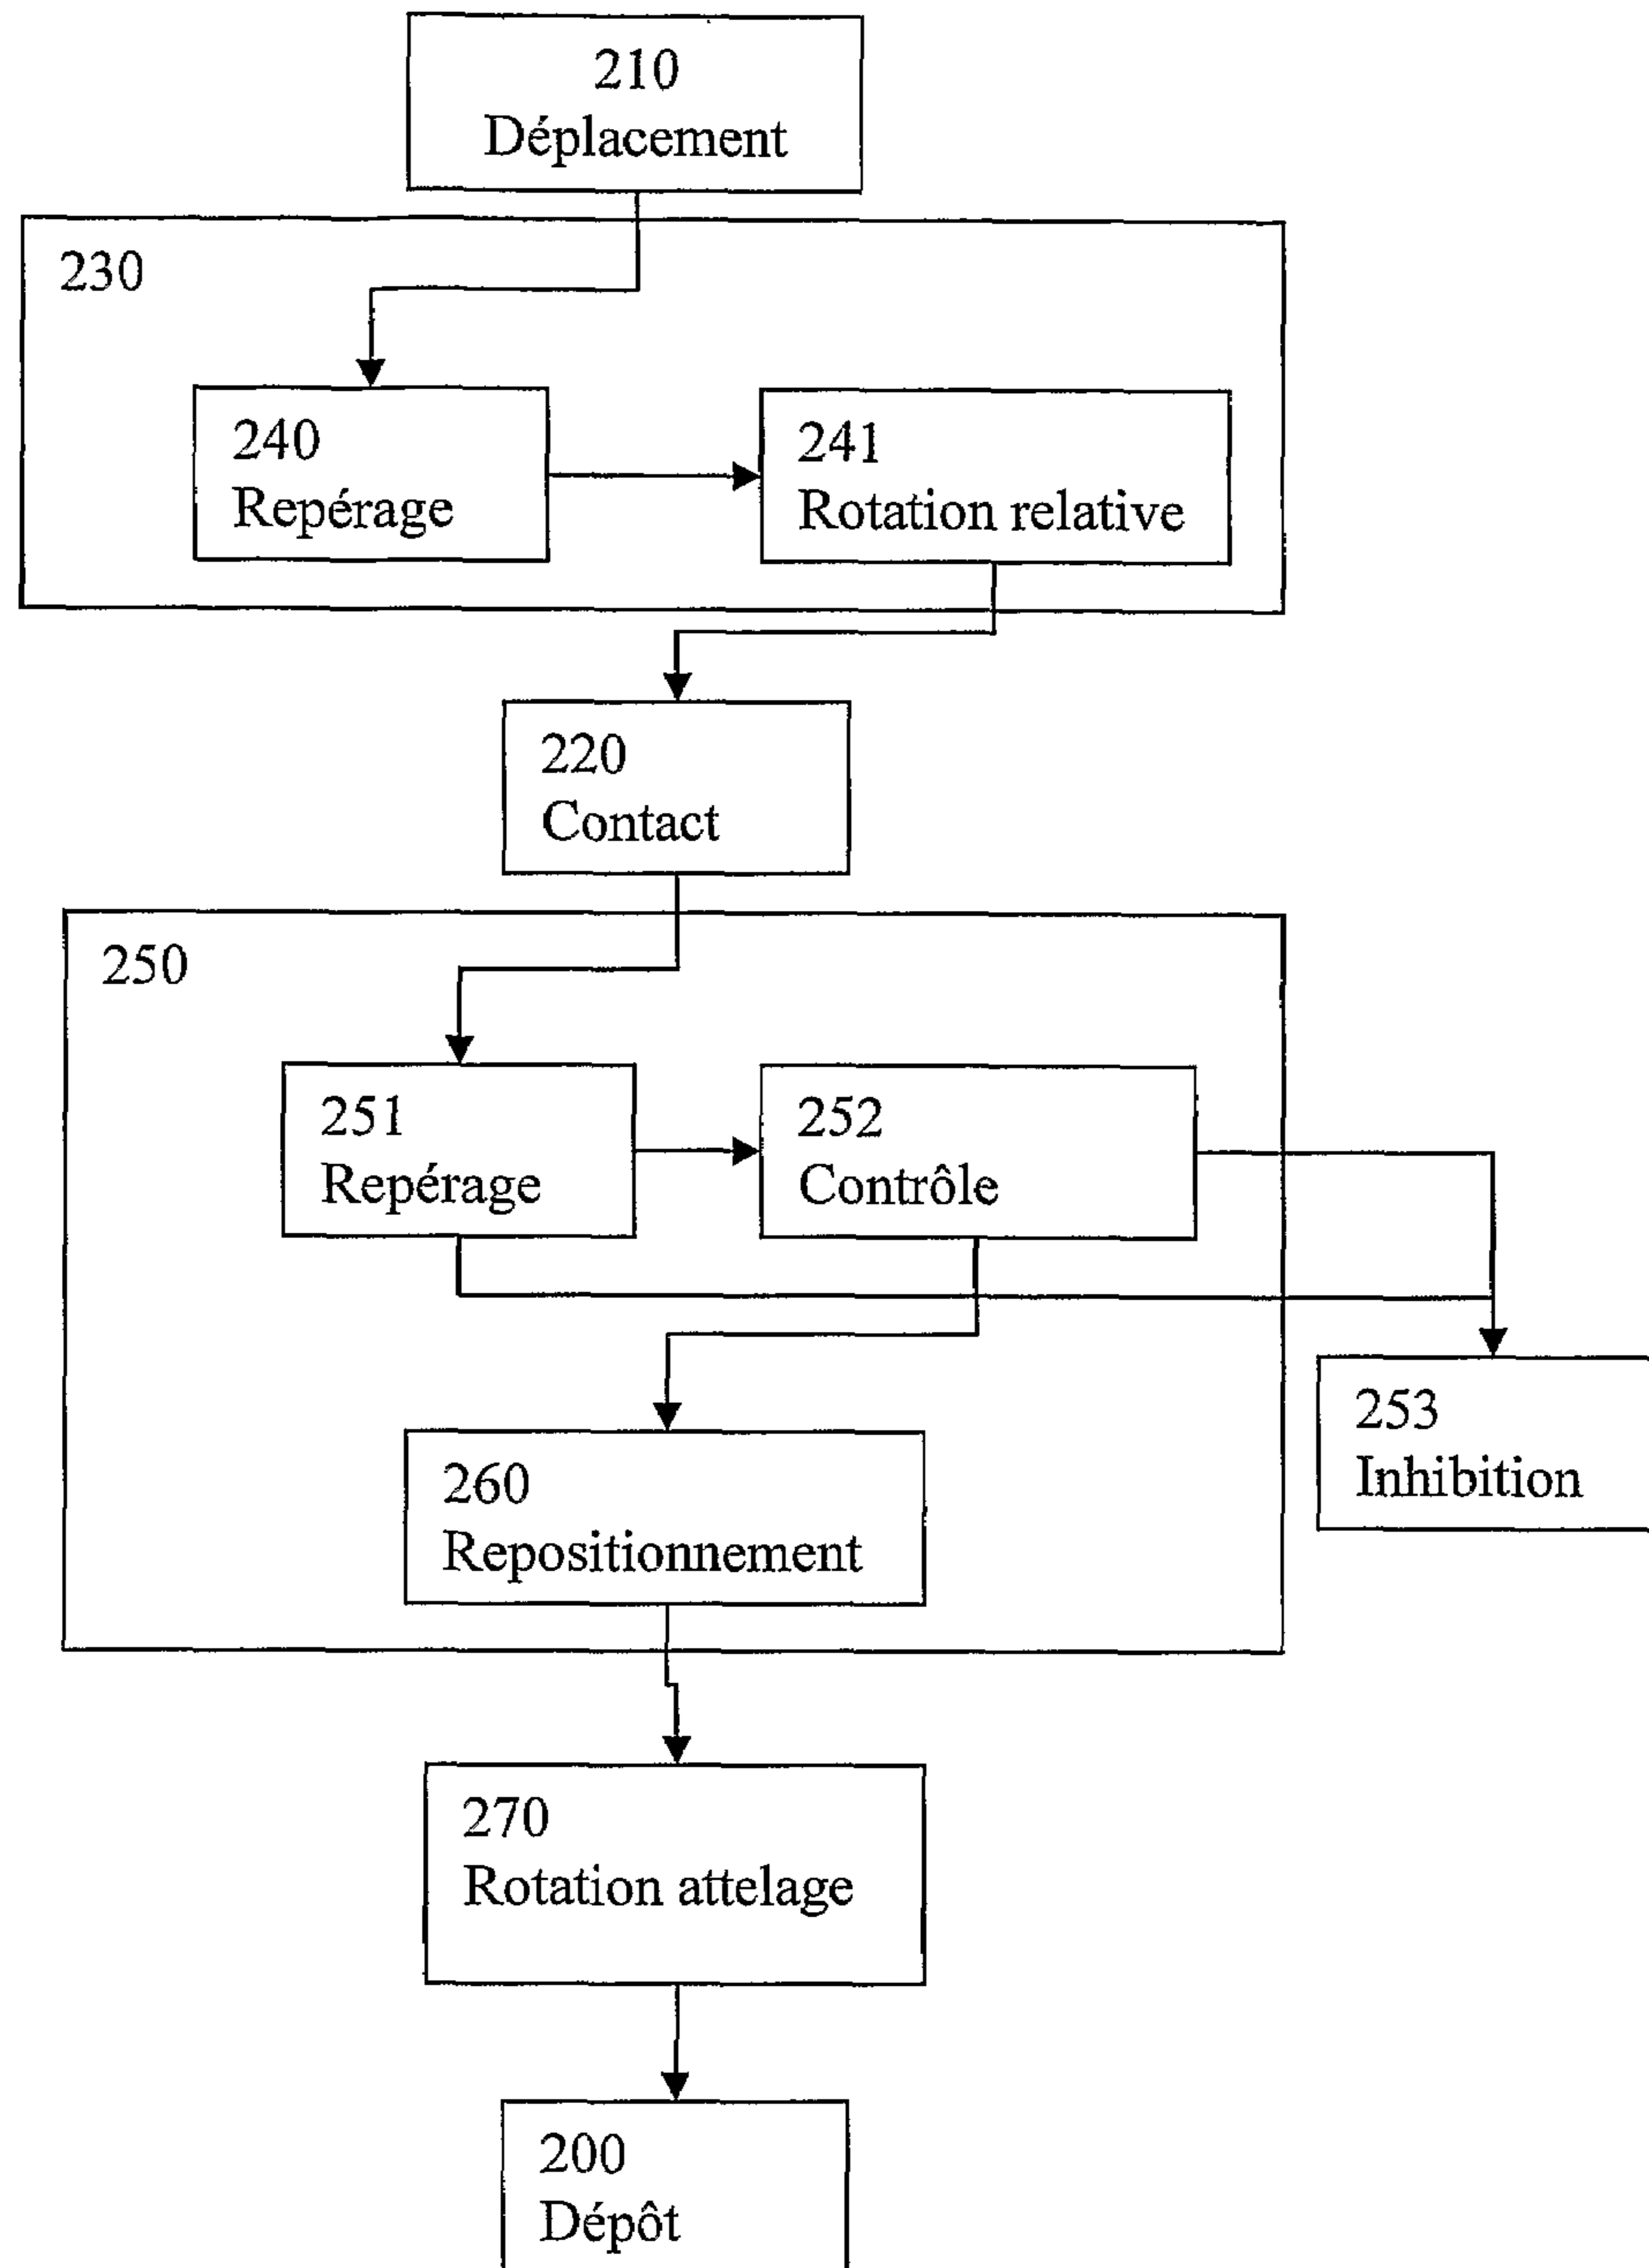 210
Déplacement
230
240
Repérage
241
Rotation relative
220
Contact
250
251
Repérage
252
Contrôle
253
Inhibition
260
Repositionnement
270
Rotation attelage
200
Dépôt